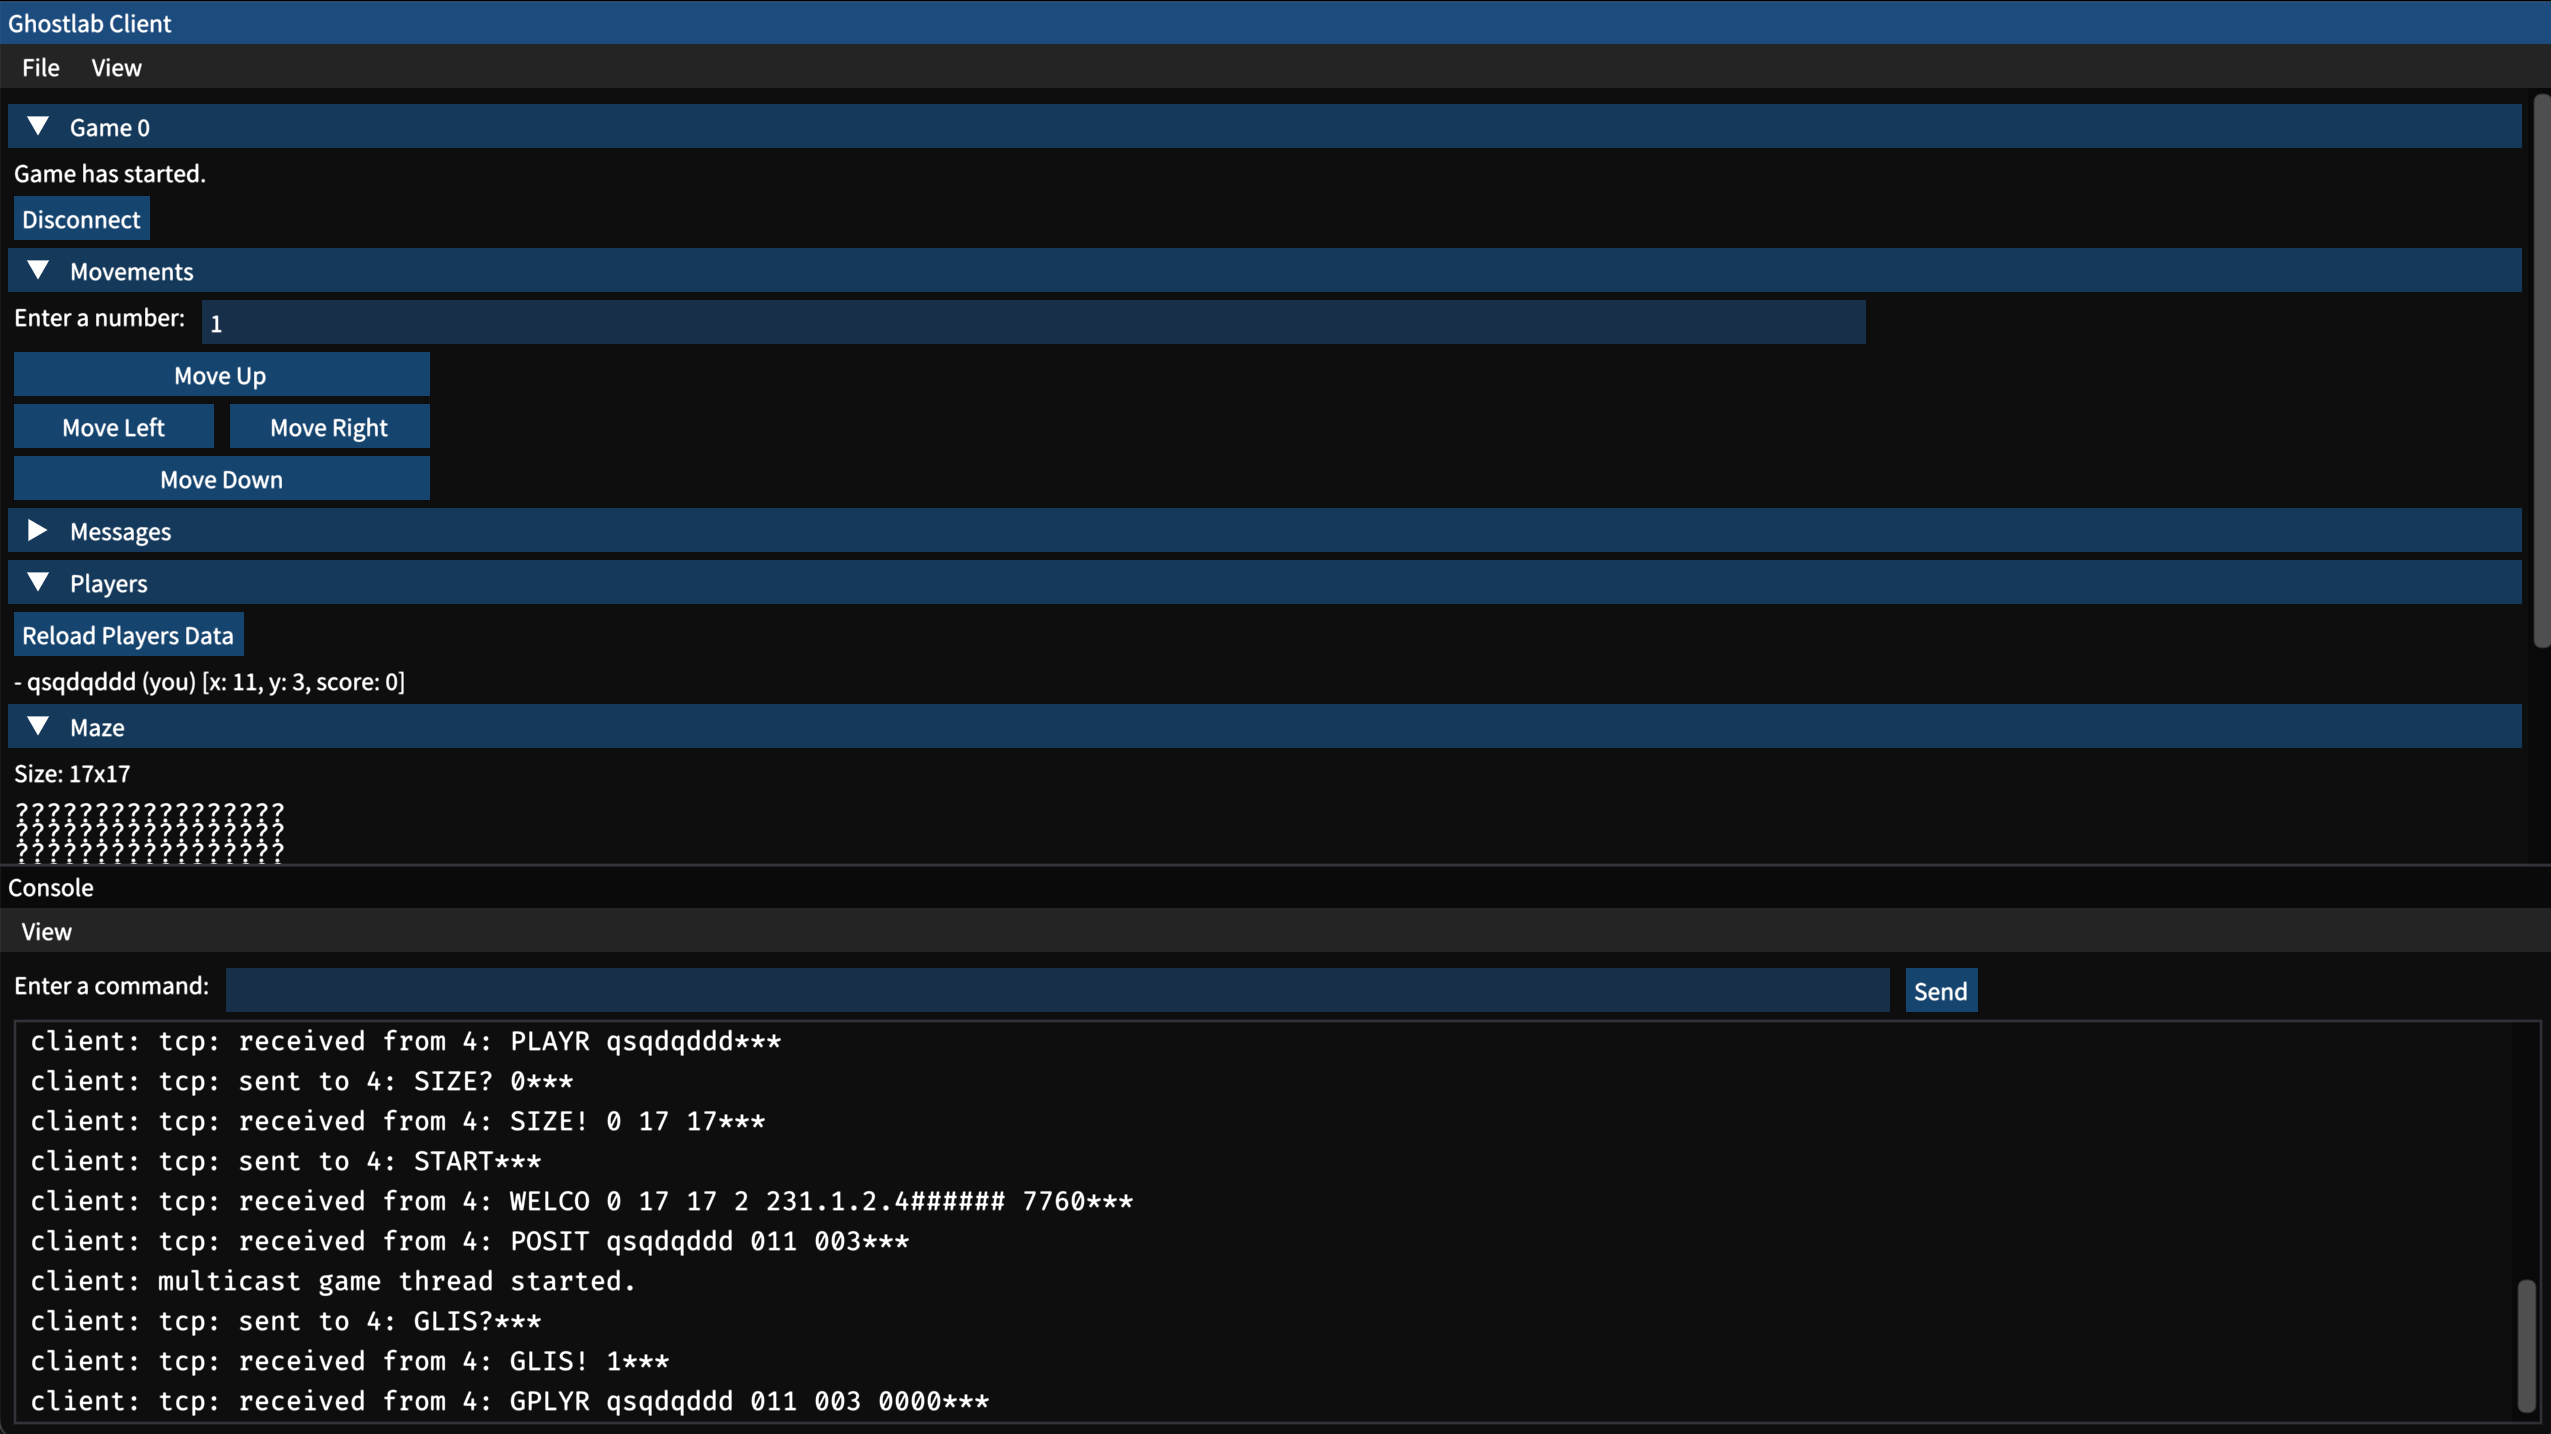 Ghostlab Client
File View
Game 0
Game has started.
Disconnect
Movements
Enter a number: 1
Move Up
Move Left Move Right
Move Down
Messages
Players
Reload Players Data
- qsqdqddd (you) [x: 11, y: 3, score: 0]
Maze
Size: 17x17
?????????????????
?????????????????
?????????????????
Console
View
Enter a command: Send
client: tcp: received from 4: PLAYR qsqdqddd***
client: tcp: sent to 4: SIZE? 0***
client: tcp: received from 4: SIZE! 0 17 17***
client: tcp: sent to 4: START***
client: tcp: received from 4: WELCO 0 17 17 2 231.1.2.4###### 7760***
client: tcp: received from 4: POSIT qsqdqddd 011 003***
client: multicast game thread started.
client: tcp: sent to 4: GLIS?***
client: tcp: received from 4: GLIS! 1***
client: tcp: received from 4: GPLYR qsqdqddd 011 003 0000***